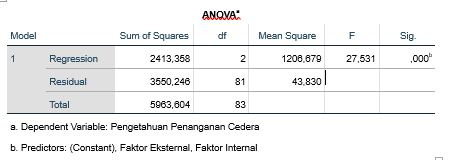 ANOVAa
Model Sum of Squares df Mean Square F Sig.
1 Regression 2413,358 2 1206,679 27,531 ,000b
Residual 3550,246 81 43,830
Total 5963,604 83
a. Dependent Variable: Pengetahuan Penanganan Cedera
b. Predictors: (Constant), Faktor Eksternal, Faktor Internal